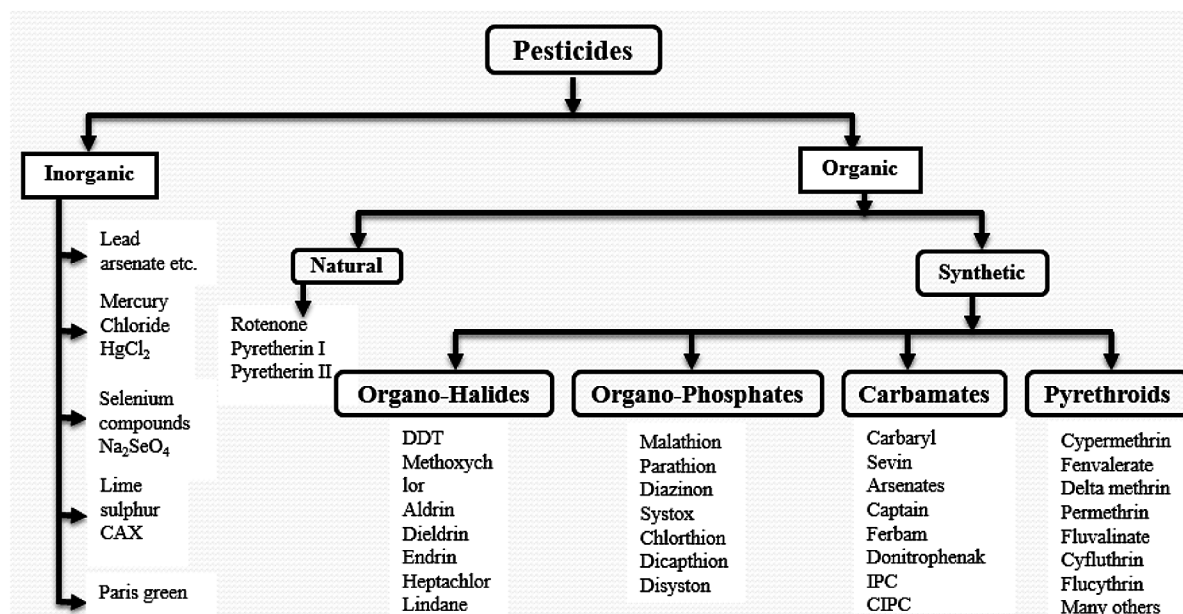 Pesticides
Inorganic
Organic
Lead
arsenate etc.
Mercury
Chloride
HgCl₂
Selenium
compounds
Na₂SeO₄
Lime
sulphur
CAX
Paris green
Natural
Synthetic
Rotenone
Pyretherin I
Pyretherin II
Organo-Halides
DDT
Methoxych
lor
Aldrin
Dieldrin
Endrin
Heptachlor
Lindane
Organo-Phosphates
Malathion
Parathion
Diazinon
Systox
Chlorthion
Dicapthion
Disyston
Carbamates
Carbaryl
Sevin
Arsenates
Captain
Ferbam
Donitrophenak
IPC
CIPC
Pyrethroids
Cypermethrin
Fenvalerate
Delta methrin
Permethrin
Fluvalinate
Cyfluthrin
Flucythrin
Many others